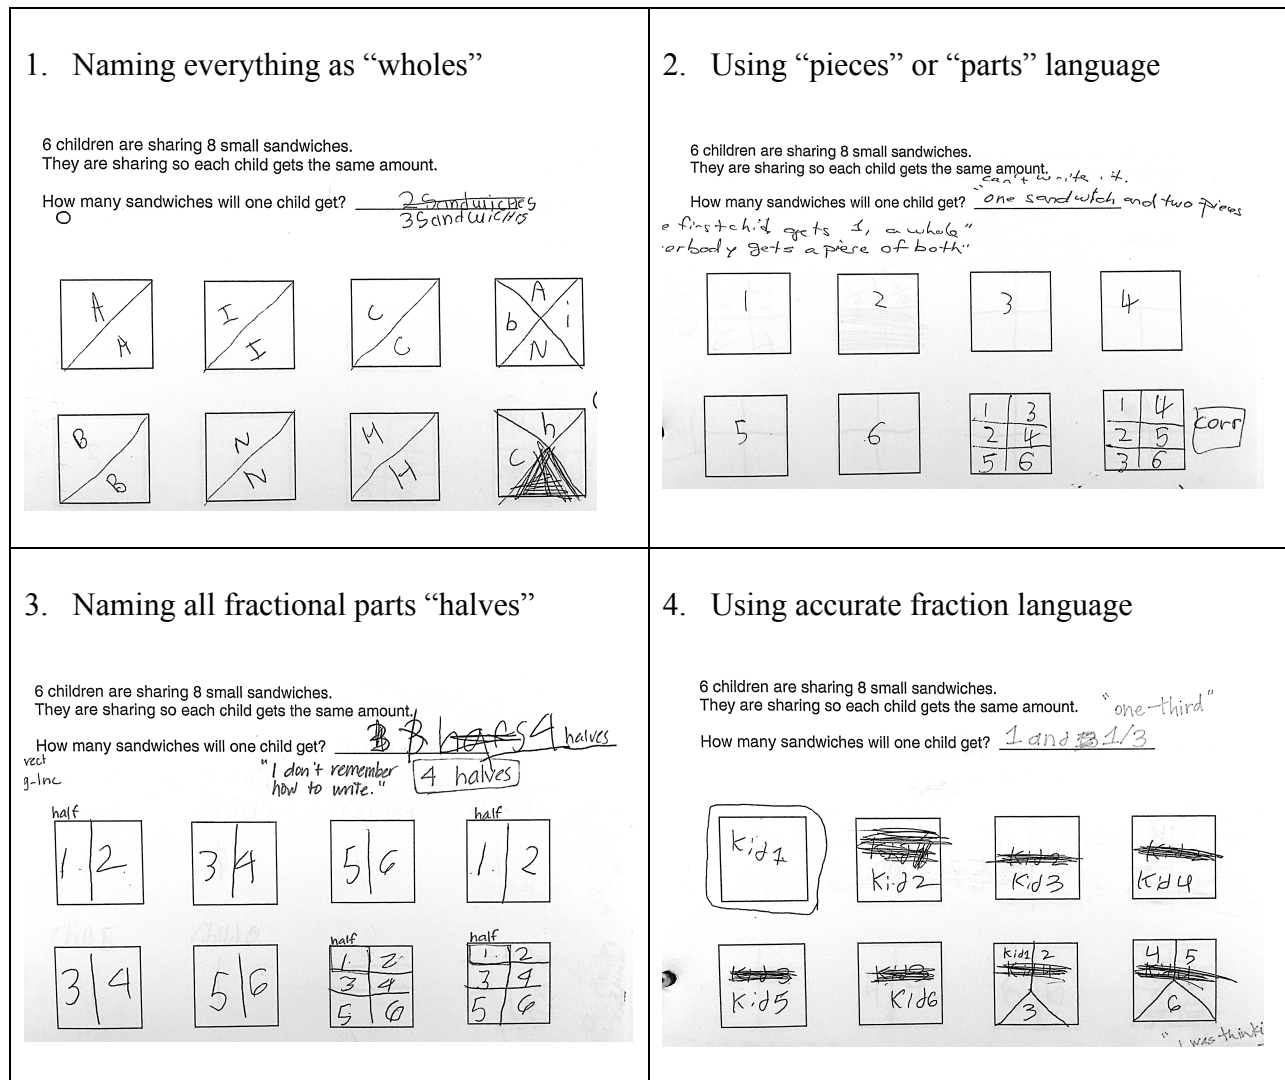 1. Naming everything as “wholes”
6 children are sharing 8 small sandwiches.
They are sharing so each child gets the same amount.
How many sandwiches will one child get? 2 Sandwiches
3 Sandwiches
A I C A
A I C b i
N
B N H h
B N H C
2. Using “pieces” or “parts” language
6 children are sharing 8 small sandwiches.
They are sharing so each child gets the same amount.
"can't write it.
How many sandwiches will one child get? "one sandwitch and two pieces
e first child gets 1, a whole"
orbody gets a piece of both"
1 2 3 4
5 6 1 3 1 4 Corr
2 4 2 5
5 6 3 6
3. Naming all fractional parts “halves”
6 children are sharing 8 small sandwiches.
They are sharing so each child gets the same amount.
How many sandwiches will one child get? 3 hafs 4 halves
rect
g-Inc
"I don't remember 4 halves
how to write."
half half
1 2 3 4 5 6 1 2
half half
3 4 5 6 1 2 1 2
3 4 3 4
5 6 5 6
4. Using accurate fraction language
6 children are sharing 8 small sandwiches.
They are sharing so each child gets the same amount. "one-third"
How many sandwiches will one child get? 1 and 1/3
Kid 1 Kid 2 Kid 3 Kid 4
Kid 5 Kid 6 Kid 1 2 4 5
3 6
"I was thinki